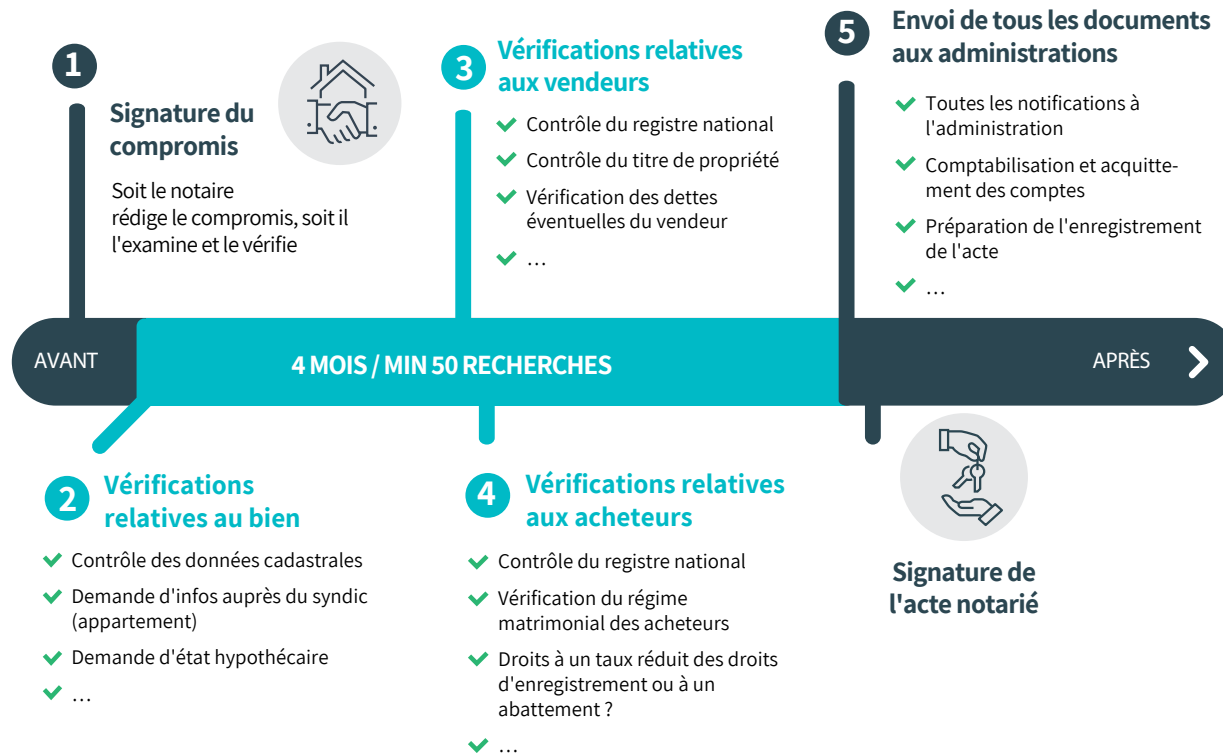 1
Signature du
compromis
Soit le notaire
rédige le compromis, soit il
l'examine et le vérifie
3
Vérifications relatives
aux vendeurs
Contrôle du registre national
Contrôle du titre de propriété
Vérification des dettes
éventuelles du vendeur
…
5
Envoi de tous les documents
aux administrations
Toutes les notifications à
l'administration
Comptabilisation et acquitte-
ment des comptes
Préparation de l'enregistrement
de l'acte
…
AVANT
4 MOIS / MIN 50 RECHERCHES
APRÈS
2
Vérifications
relatives au bien
Contrôle des données cadastrales
Demande d'infos auprès du syndic
(appartement)
Demande d'état hypothécaire
…
4
Vérifications relatives
aux acheteurs
Contrôle du registre national
Vérification du régime
matrimonial des acheteurs
Droits à un taux réduit des droits
d'enregistrement ou à un
abattement ?
…
Signature de
l'acte notarié